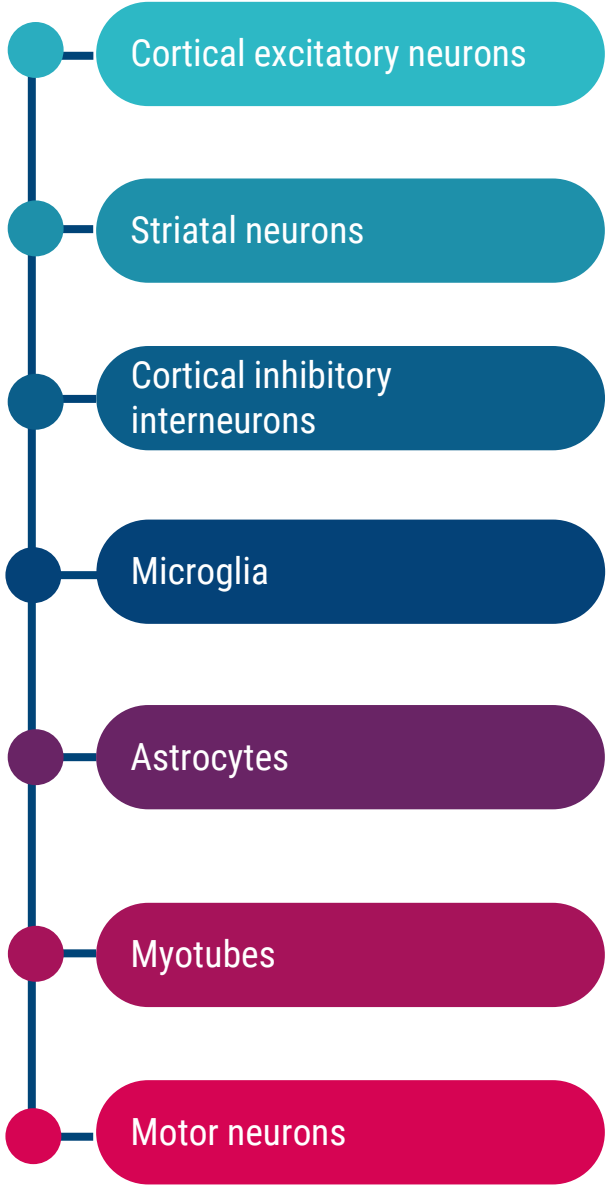 Cortical excitatory neurons
Striatal neurons
Cortical inhibitory
interneurons
Microglia
Astrocytes
Myotubes
Motor neurons